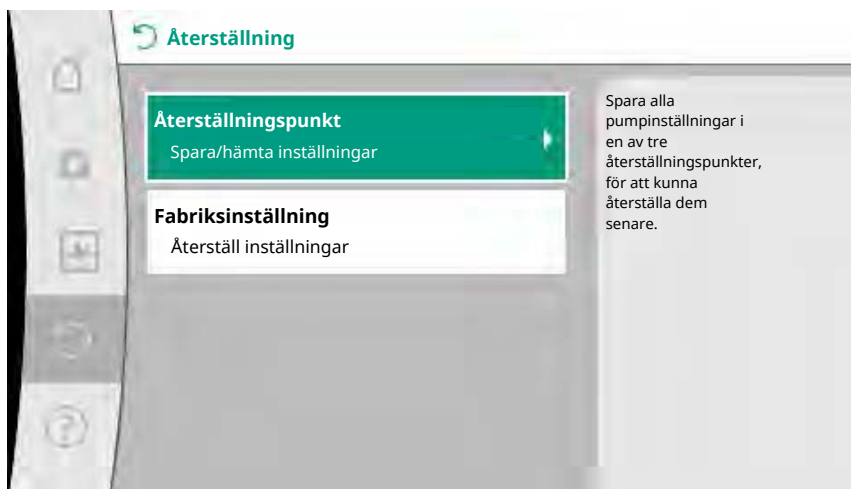 Återställning
Återställningspunkt
Spara/hämta inställningar
Fabriksinställning
Återställ inställningar
Spara alla
pumpinställningar i
en av tre
återställningspunkter,
för att kunna
återställa dem
senare.